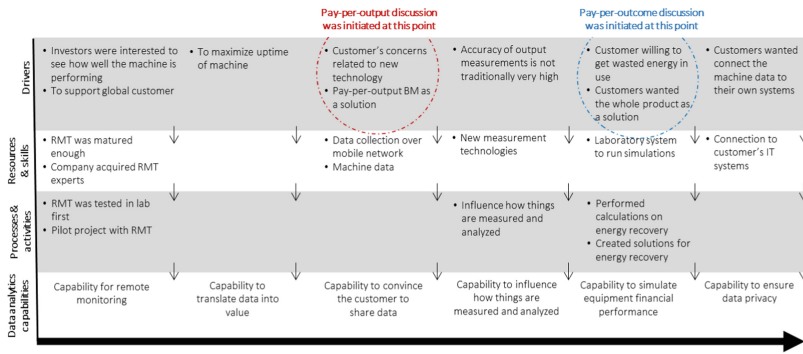 Pay-per-output discussion
was initiated at this point
Pay-per-outcome discussion
was initiated at this point
Drivers
• Investors were interested to
see how well the machine is
performing
• To support global customer
• To maximize uptime
of machine
• Customer's concerns
related to new
technology
• Pay-per-output BM as
a solution
• Accuracy of output
measurements is not
traditionally very high
• Customer willing to
get wasted energy in
use
• Customers wanted
the whole product as
a solution
• Customers wanted
connect the
machine data to
their own systems
Resources
& skills
• RMT was matured
enough
• Company acquired RMT
experts
• Data collection over
mobile network
• Machine data
• New measurement
technologies
• Laboratory system
to run simulations
• Connection to
customer's IT
systems
Processes &
activities
• RMT was tested in lab
first
• Pilot project with RMT
• Influence how things
are measured and
analyzed
• Performed
calculations on
energy recovery
• Created solutions for
energy recovery
Data analytics
capabilities
Capability for remote
monitoring
Capability to
translate data into
value
Capability to convince
the customer to
share data
Capability to influence
how things are
measured and analyzed
Capability to simulate
equipment financial
performance
Capability to ensure
data privacy